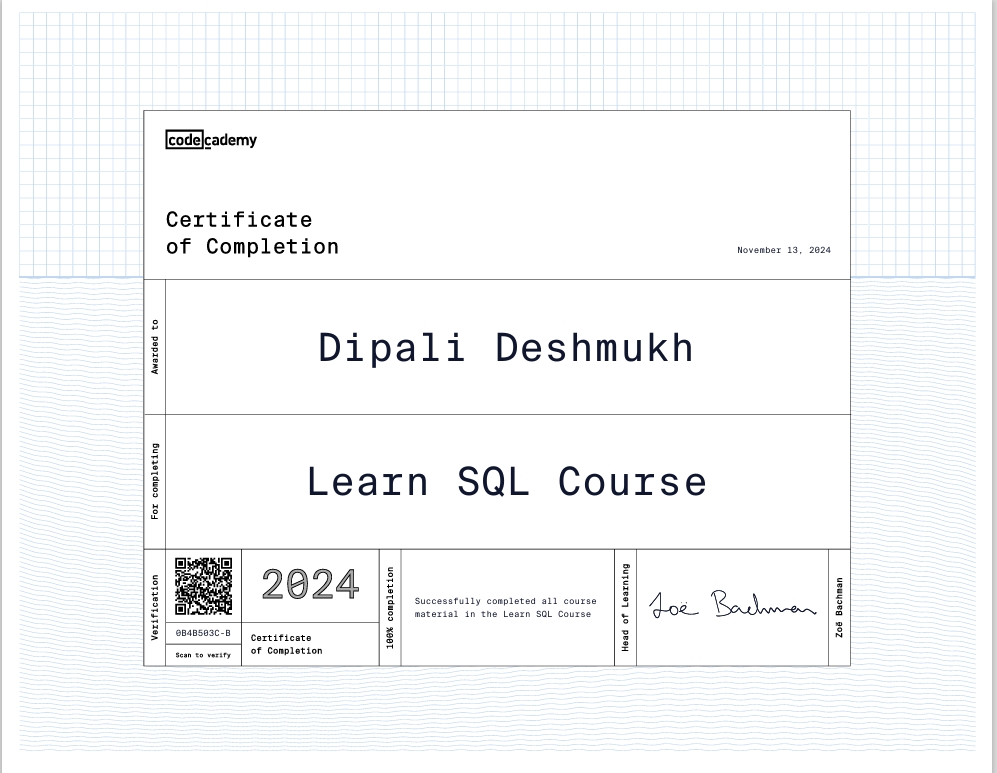 codecademy
Certificate
of Completion
November 13, 2024
Awarded to
Dipali Deshmukh
For completing
Learn SQL Course
Verification
0B4B503C-B
Scan to verify
2024
Certificate
of Completion
100% completion
Successfully completed all course
material in the Learn SQL Course
Head of Learning
Zoë Bachman
Zoë Bachman